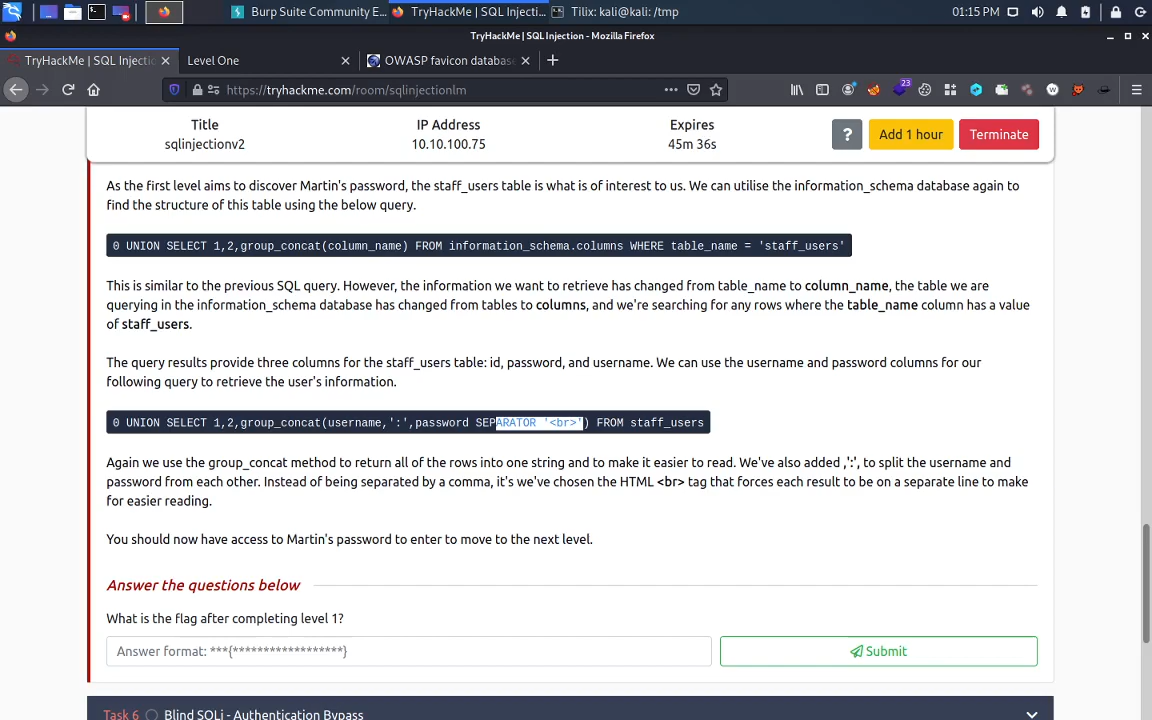 Burp Suite Community E...
TryHackMe | SQL Injecti...
Tilix: kali@kali: /tmp
01:15 PM
TryHackMe | SQL Injection - Mozilla Firefox
TryHackMe | SQL Injectio
Level One
OWASP favicon databas
https://tryhackme.com/room/sqlinjectionlm
23
Title
IP Address
Expires
sqlinjectionv2
10.10.100.75
45m 36s
?
Add 1 hour
Terminate
As the first level aims to discover Martin's password, the staff_users table is what is of interest to us. We can utilise the information_schema database again to
find the structure of this table using the below query.
0 UNION SELECT 1,2,group_concat(column_name) FROM information_schema.columns WHERE table_name = 'staff_users'
This is similar to the previous SQL query. However, the information we want to retrieve has changed from table_name to column_name, the table we are
querying in the information_schema database has changed from tables to columns, and we're searching for any rows where the table_name column has a value
of staff_users.
The query results provide three columns for the staff_users table: id, password, and username. We can use the username and password columns for our
following query to retrieve the user's information.
0 UNION SELECT 1,2,group_concat(username,':',password SEPARATOR '<br>') FROM staff_users
Again we use the group_concat method to return all of the rows into one string and to make it easier to read. We've also added ,':', to split the username and
password from each other. Instead of being separated by a comma, it's we've chosen the HTML <br> tag that forces each result to be on a separate line to make
for easier reading.
You should now have access to Martin's password to enter to move to the next level.
Answer the questions below
What is the flag after completing level 1?
Answer format: ***{******************}
Submit
Task 6
Blind SQLi - Authentication Bypass